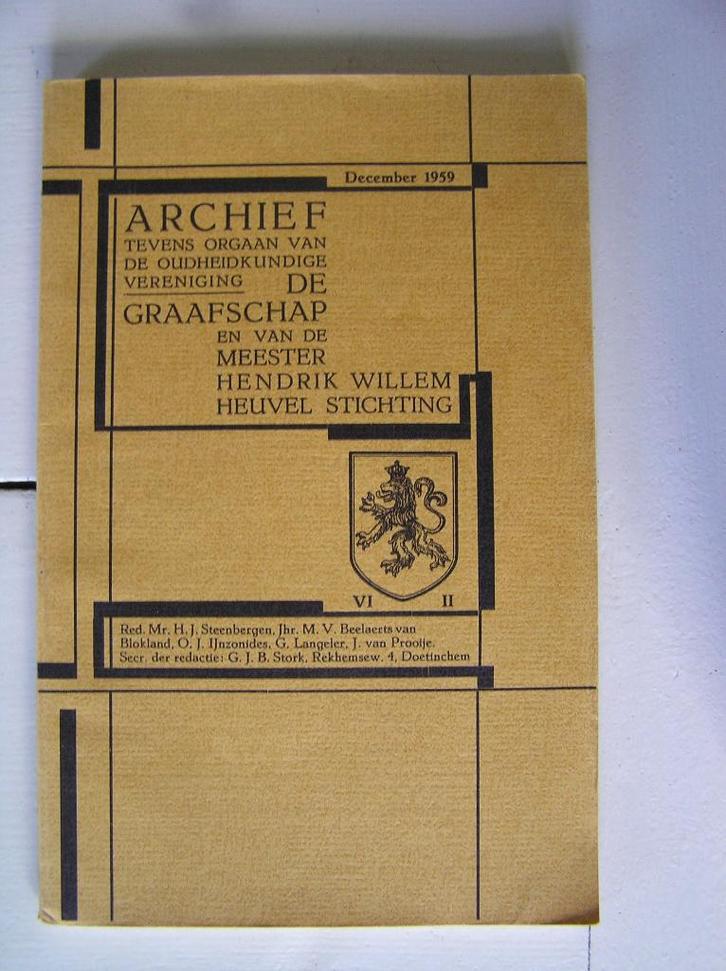 December 1959
ARCHIEF
TEVENS ORGAAN VAN
DE OUDHEIDKUNDIGE
VERENIGING DE
GRAAFSCHAP
EN VAN DE
MEESTER
HENDRIK WILLEM
HEUVEL STICHTING
VI II
Red. Mr. H. J. Steenbergen, Jhr. M. V. Beelaerts van
Blokland, O. J. IJnzonides, G. Langeler, J. van Prooije.
Secr. der redactie: G. J. B. Stork, Rekhemsew. 4, Doetinchem